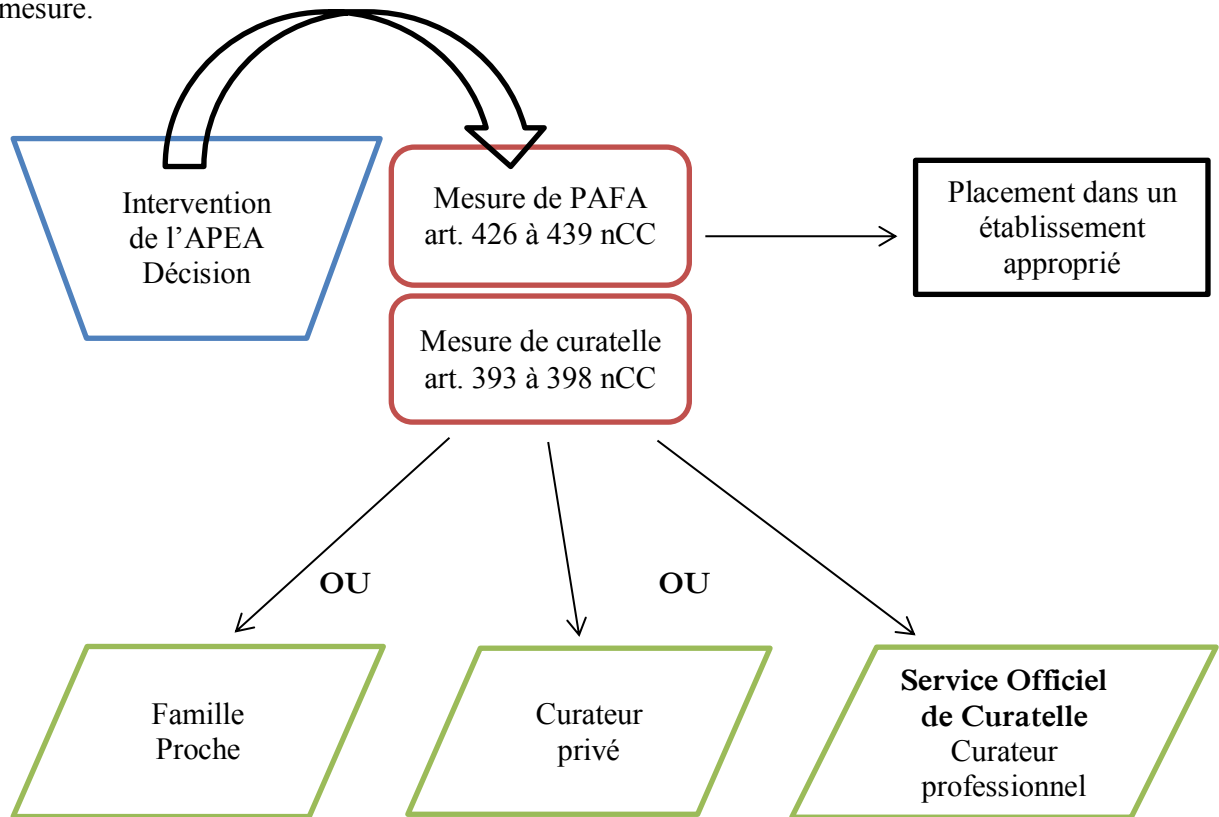 mesure.
Intervention
de l’APEA
Décision
Mesure de PAFA
art. 426 à 439 nCC
Placement dans un
établissement
approprié
Mesure de curatelle
art. 393 à 398 nCC
OU
OU
Famille
Proche
Curateur
privé
Service Officiel
de Curatelle
Curateur
professionnel